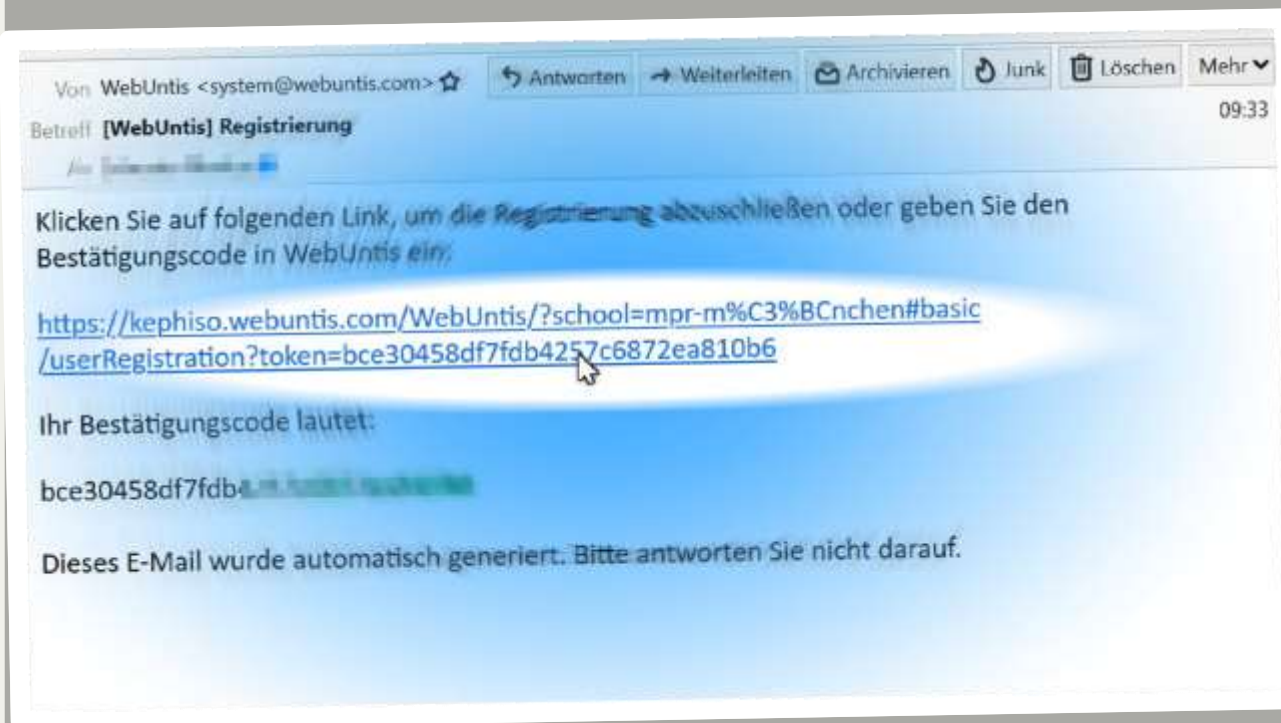 Von WebUntis <system@webuntis.com> Antworten Weiterleiten Archivieren Junk Löschen Mehr
Betreff [WebUntis] Registrierung 09:33
An
Klicken Sie auf folgenden Link, um die Registrierung abzuschließen oder geben Sie den
Bestätigungscode in WebUntis ein:
https://kephiso.webuntis.com/WebUntis/?school=mpr-m%C3%BCnchen#basic
/userRegistration?token=bce30458df7fdb4257c6872ea810b6
Ihr Bestätigungscode lautet:
bce30458df7fdb
Dieses E-Mail wurde automatisch generiert. Bitte antworten Sie nicht darauf.